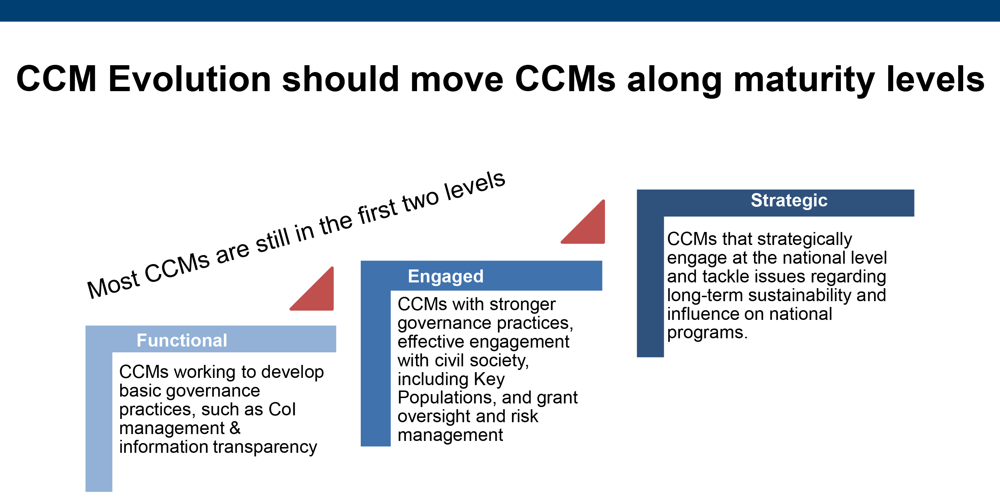 CCM Evolution should move CCMs along maturity levels
Most CCMs are still in the first two levels
Functional
CCMs working to develop
basic governance
practices, such as CoI
management &
information transparency
Engaged
CCMs with stronger
governance practices,
effective engagement
with civil society,
including Key
Populations, and grant
oversight and risk
management
Strategic
CCMs that strategically
engage at the national level
and tackle issues regarding
long-term sustainability and
influence on national
programs.